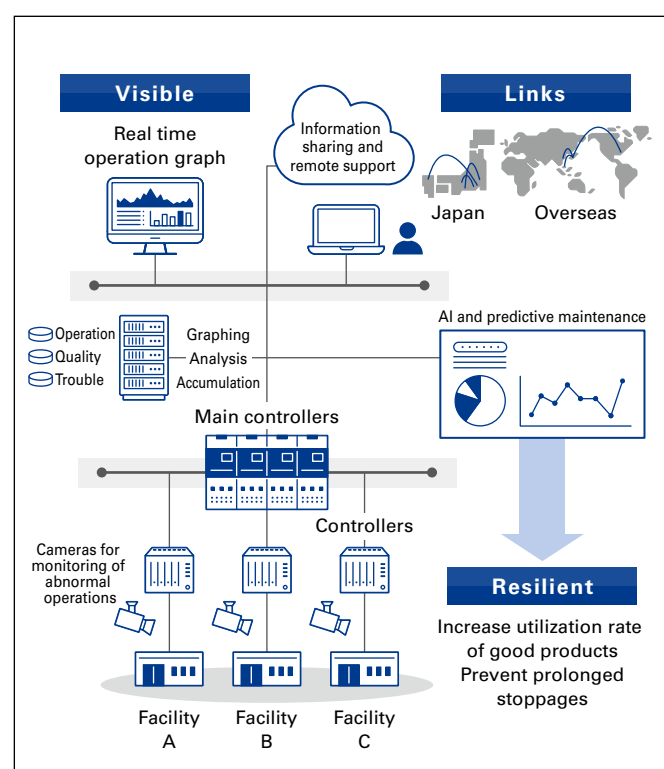 Visible
Real time
operation graph
Information
sharing and
remote support
Links
Japan
Overseas
Operation
Quality
Trouble
Graphing
Analysis
Accumulation
AI and predictive maintenance
Main controllers
Controllers
Cameras for
monitoring of
abnormal
operations
Facility
A
Facility
B
Facility
C
Resilient
Increase utilization rate
of good products
Prevent prolonged
stoppages